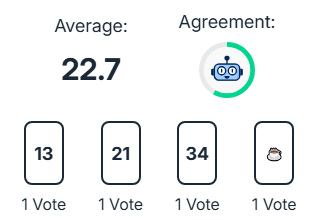 Average: Agreement:
22.7
13 21 34
1 Vote 1 Vote 1 Vote 1 Vote